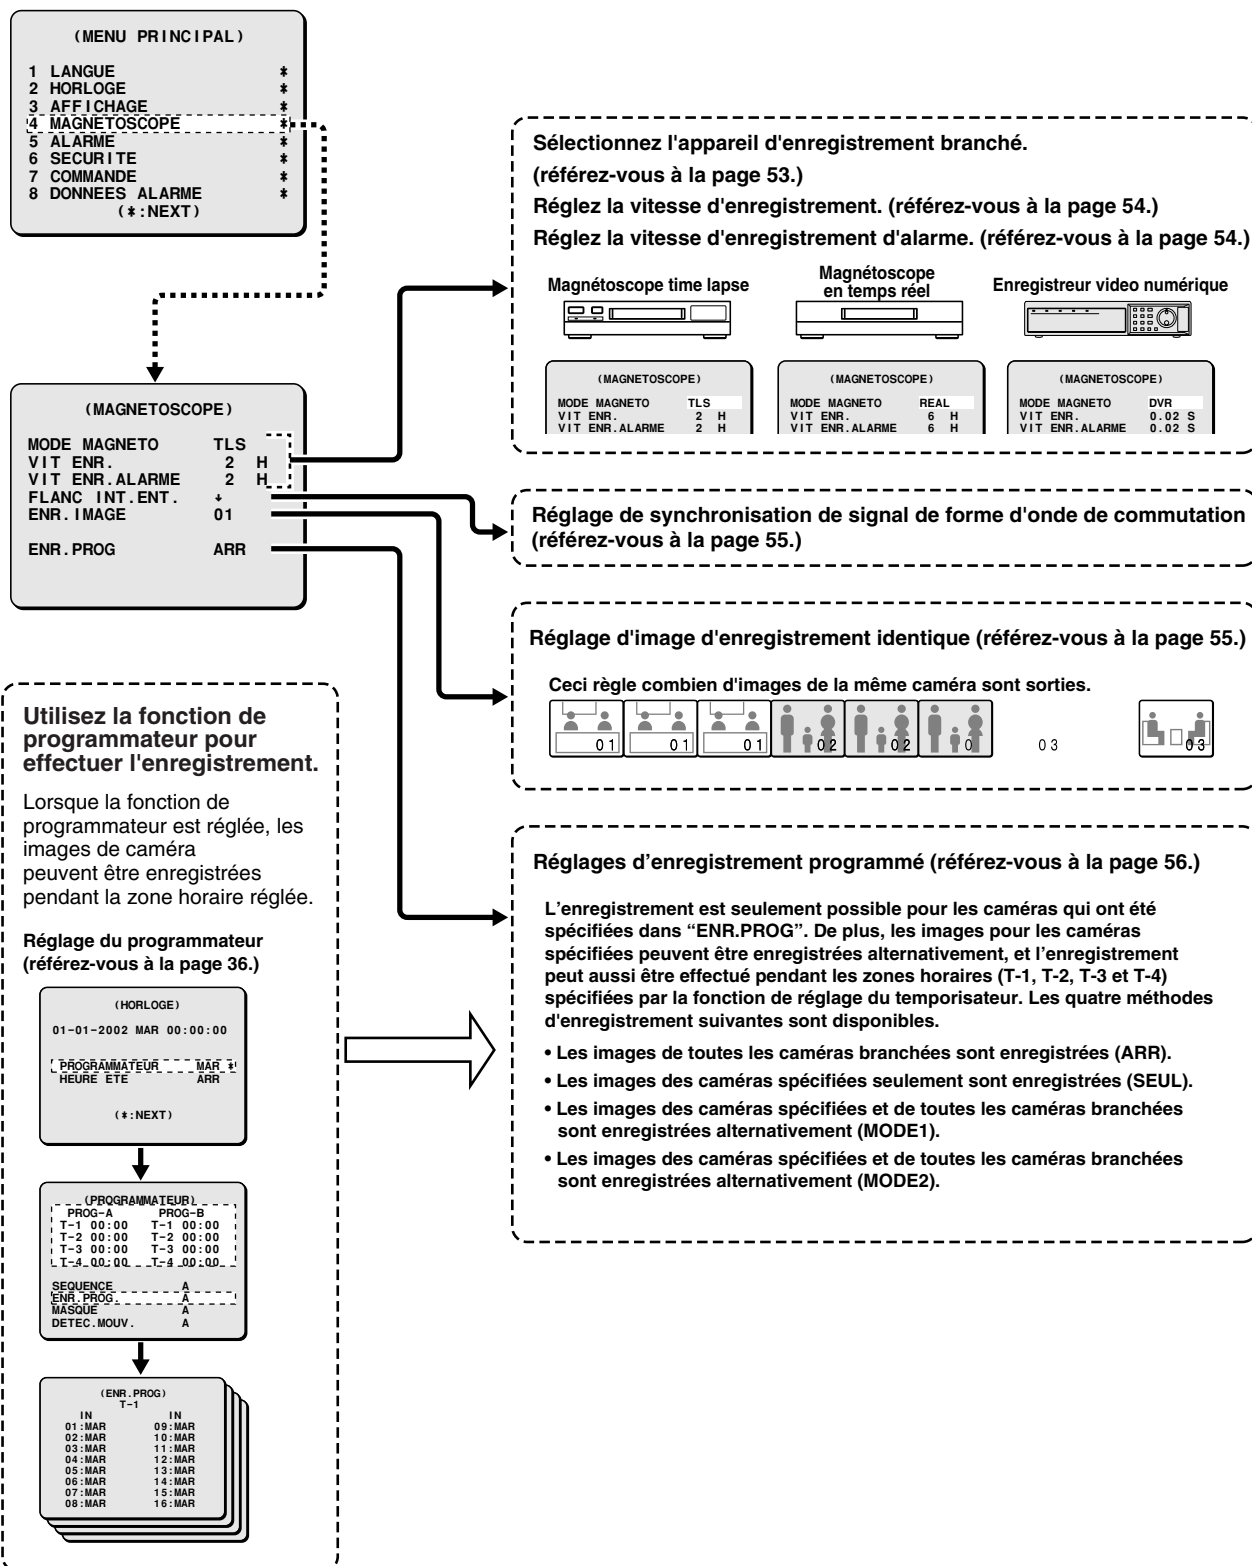 (MENU PRINCIPAL)
1 LANGUE *
2 HORLOGE *
3 AFFICHAGE *
4 MAGNETOSCOPE *
5 ALARME *
6 SECURITE *
7 COMMANDE *
8 DONNEES ALARME *
(*:NEXT)
(MAGNETOSCOPE)
MODE MAGNETO TLS
VIT ENR. 2 H
VIT ENR.ALARME 2 H
FLANC INT.ENT. ↓
ENR.IMAGE 01
ENR.PROG ARR
Sélectionnez l'appareil d'enregistrement branché.
(référez-vous à la page 53.)
Réglez la vitesse d'enregistrement. (référez-vous à la page 54.)
Réglez la vitesse d'enregistrement d'alarme. (référez-vous à la page 54.)
Magnétoscope time lapse
Magnétoscope
en temps réel
Enregistreur video numérique
(MAGNETOSCOPE)
MODE MAGNETO TLS
VIT ENR. 2 H
VIT ENR.ALARME 2 H
(MAGNETOSCOPE)
MODE MAGNETO REAL
VIT ENR. 6 H
VIT ENR.ALARME 6 H
(MAGNETOSCOPE)
MODE MAGNETO DVR
VIT ENR. 0.02 S
VIT ENR.ALARME 0.02 S
Réglage de synchronisation de signal de forme d'onde de commutation
(référez-vous à la page 55.)
Réglage d'image d'enregistrement identique (référez-vous à la page 55.)
Ceci règle combien d'images de la même caméra sont sorties.
01 01 01 02 02 0 03 03
Réglages d'enregistrement programmé (référez-vous à la page 56.)
L'enregistrement est seulement possible pour les caméras qui ont été
spécifiées dans “ENR.PROG”. De plus, les images pour les caméras
spécifiées peuvent être enregistrées alternativement, et l'enregistrement
peut aussi être effectué pendant les zones horaires (T-1, T-2, T-3 et T-4)
spécifiées par la fonction de réglage du temporisateur. Les quatre méthodes
d'enregistrement suivantes sont disponibles.
• Les images de toutes les caméras branchées sont enregistrées (ARR).
• Les images des caméras spécifiées seulement sont enregistrées (SEUL).
• Les images des caméras spécifiées et de toutes les caméras branchées
sont enregistrées alternativement (MODE1).
• Les images des caméras spécifiées et de toutes les caméras branchées
sont enregistrées alternativement (MODE2).
Utilisez la fonction de
programmateur pour
effectuer l'enregistrement.
Lorsque la fonction de
programmateur est réglée, les
images de caméra
peuvent être enregistrées
pendant la zone horaire réglée.
Réglage du programmateur
(référez-vous à la page 36.)
(HORLOGE)
01-01-2002 MAR 00:00:00
PROGRAMMATEUR MAR *
HEURE ETE ARR
(*:NEXT)
(PROGRAMMATEUR)
PROG-A PROG-B
T-1 00:00 T-1 00:00
T-2 00:00 T-2 00:00
T-3 00:00 T-3 00:00
T-4 00:00 T-4 00:00
SEQUENCE A
ENR.PROG. A
MASQUE A
DETEC.MOUV. A
(ENR.PROG)
T-1
IN IN
01:MAR 09:MAR
02:MAR 10:MAR
03:MAR 11:MAR
04:MAR 12:MAR
05:MAR 13:MAR
06:MAR 14:MAR
07:MAR 15:MAR
08:MAR 16:MAR